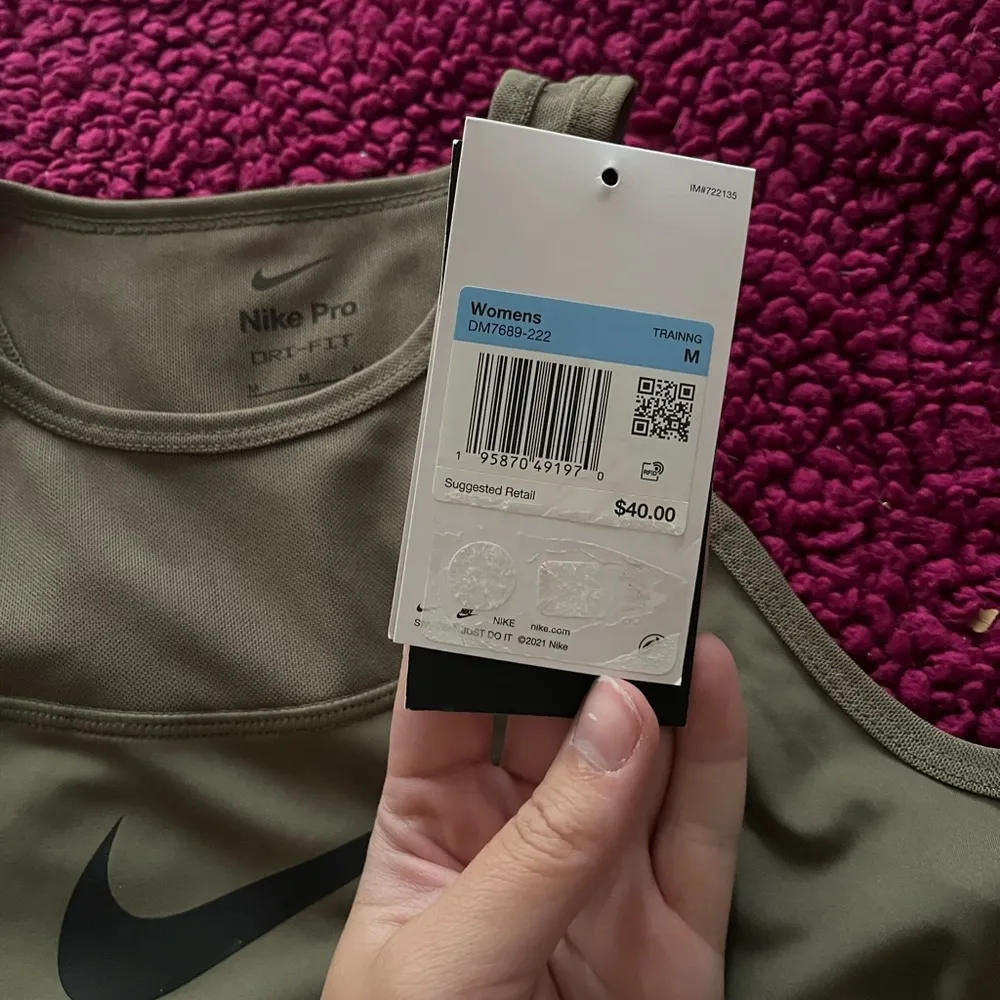 Nike Pro
DRI-FIT
M M M
IM#722135
Womens
DM7689-222
TRAINNG
M
1 95870 49197 0
RFID
Suggested Retail
$40.00
NIKE nike.com
JUST DO IT ©2021 Nike